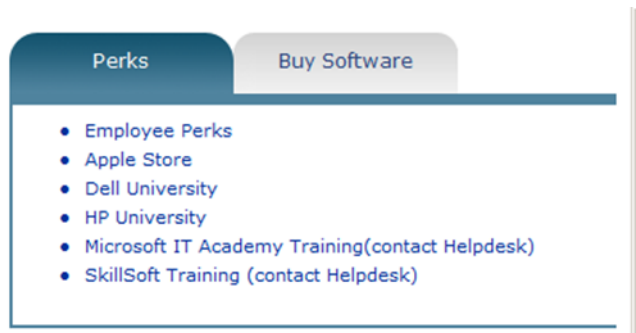 Perks
Buy Software
Employee Perks
Apple Store
Dell University
HP University
Microsoft IT Academy Training(contact Helpdesk)
SkillSoft Training (contact Helpdesk)